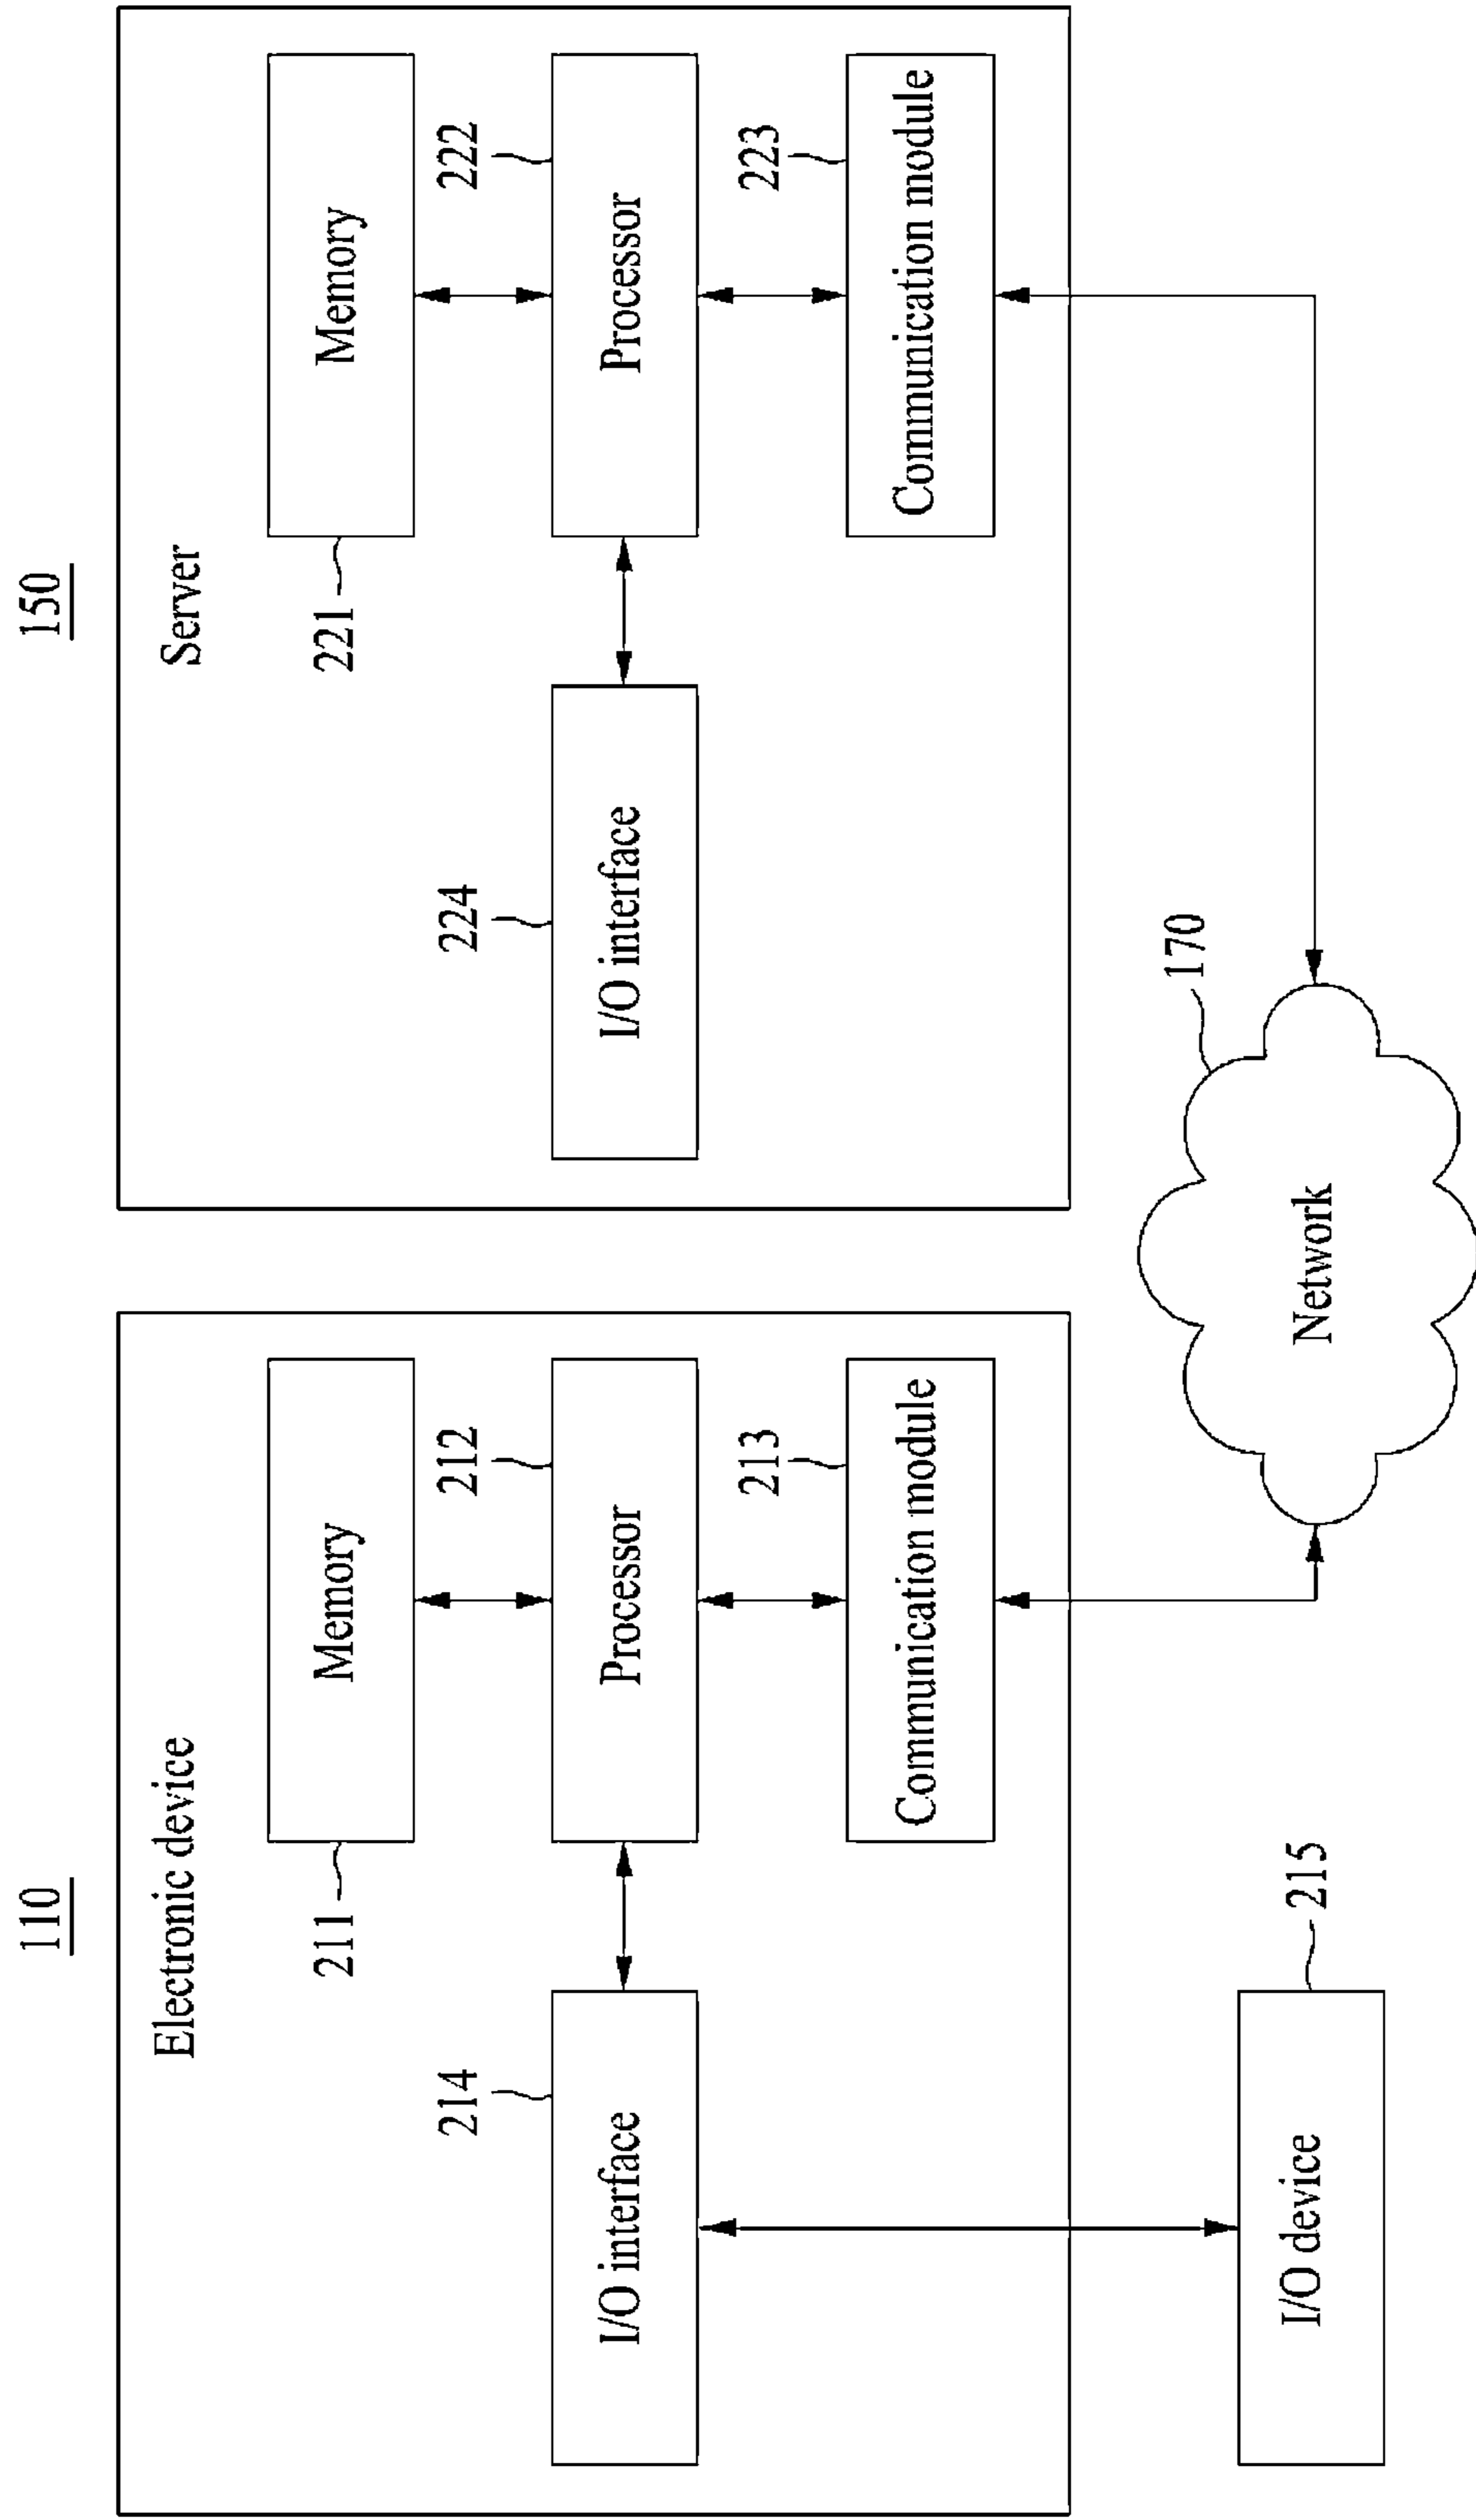 110
Electronic device
211
Memory
212
214
I/O interface
Processor
213
Communication module
215
I/O device
150
Server
221
Memory
222
224
I/O interface
Processor
223
Communication module
170
Network